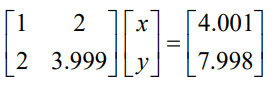 [1 2] [x] = [4.001]
[2 3.999] [y] [7.998]